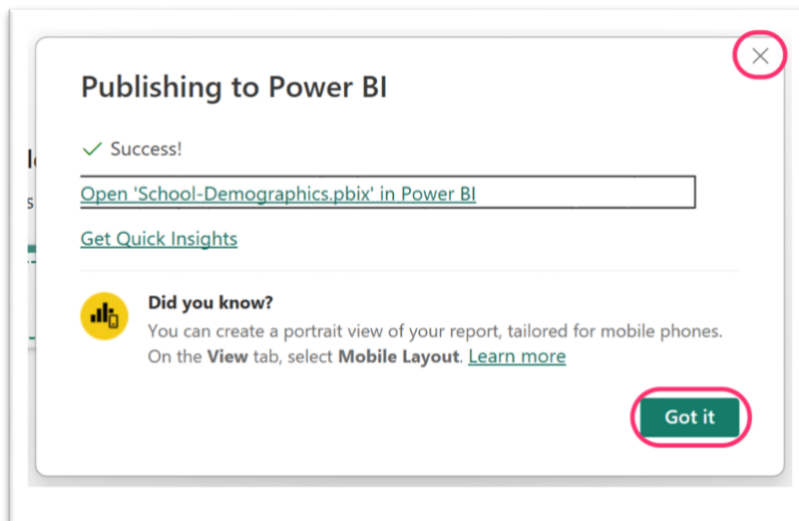 Publishing to Power BI
Success!
Open 'School-Demographics.pbix' in Power BI
Get Quick Insights
Did you know?
You can create a portrait view of your report, tailored for mobile phones.
On the View tab, select Mobile Layout. Learn more
Got it